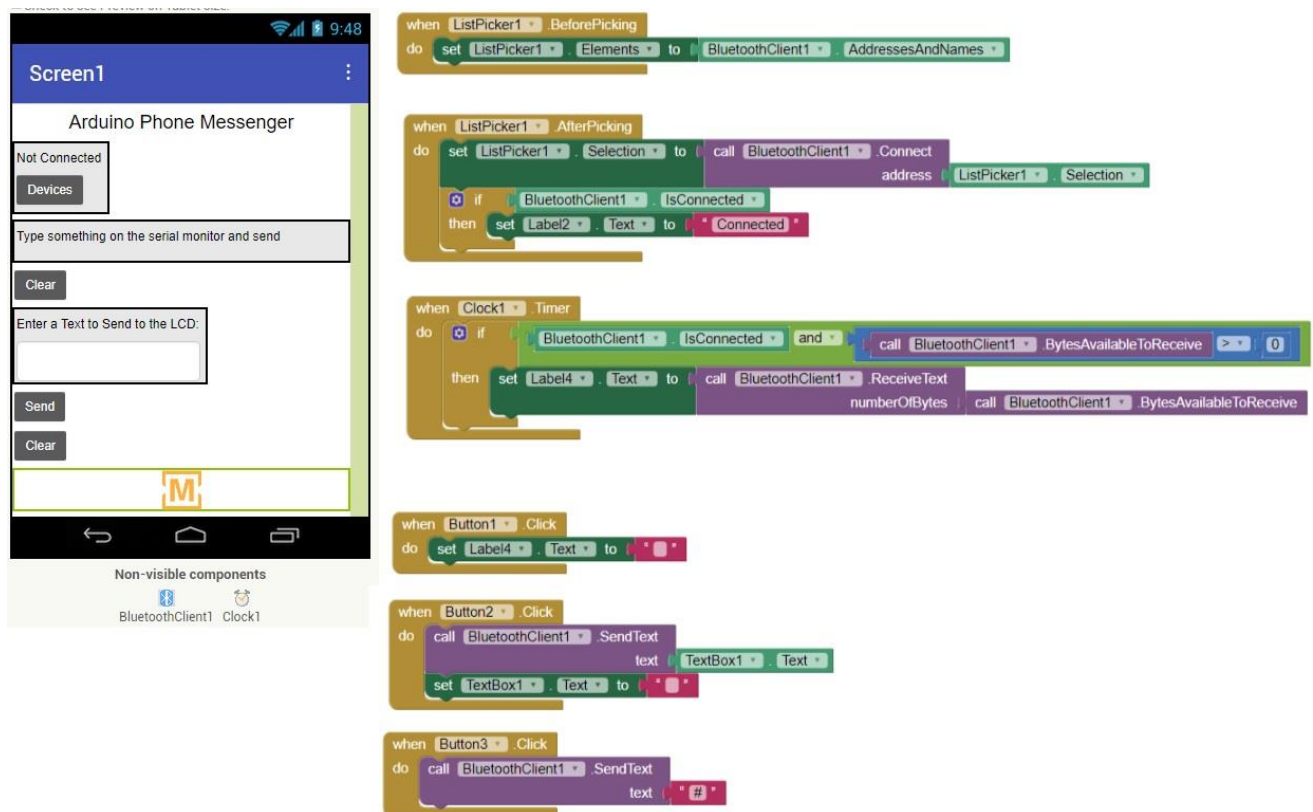 9:48
Screen1
Arduino Phone Messenger
Not Connected
Devices
Type something on the serial monitor and send
Clear
Enter a Text to Send to the LCD:
Send
Clear
M
Non-visible components
BluetoothClient1 Clock1
when ListPicker1 .BeforePicking
do set ListPicker1 . Elements to BluetoothClient1 . AddressesAndNames
when ListPicker1 .AfterPicking
do set ListPicker1 . Selection to call BluetoothClient1 .Connect
address ListPicker1 . Selection
if BluetoothClient1 . IsConnected
then set Label2 . Text to " Connected "
when Clock1 .Timer
do if BluetoothClient1 . IsConnected and call BluetoothClient1 .BytesAvailableToReceive > 0
then set Label4 . Text to call BluetoothClient1 .ReceiveText
numberOfBytes call BluetoothClient1 .BytesAvailableToReceive
when Button1 .Click
do set Label4 . Text to " "
when Button2 .Click
do call BluetoothClient1 .SendText
text TextBox1 . Text
set TextBox1 . Text to " "
when Button3 .Click
do call BluetoothClient1 .SendText
text " # "